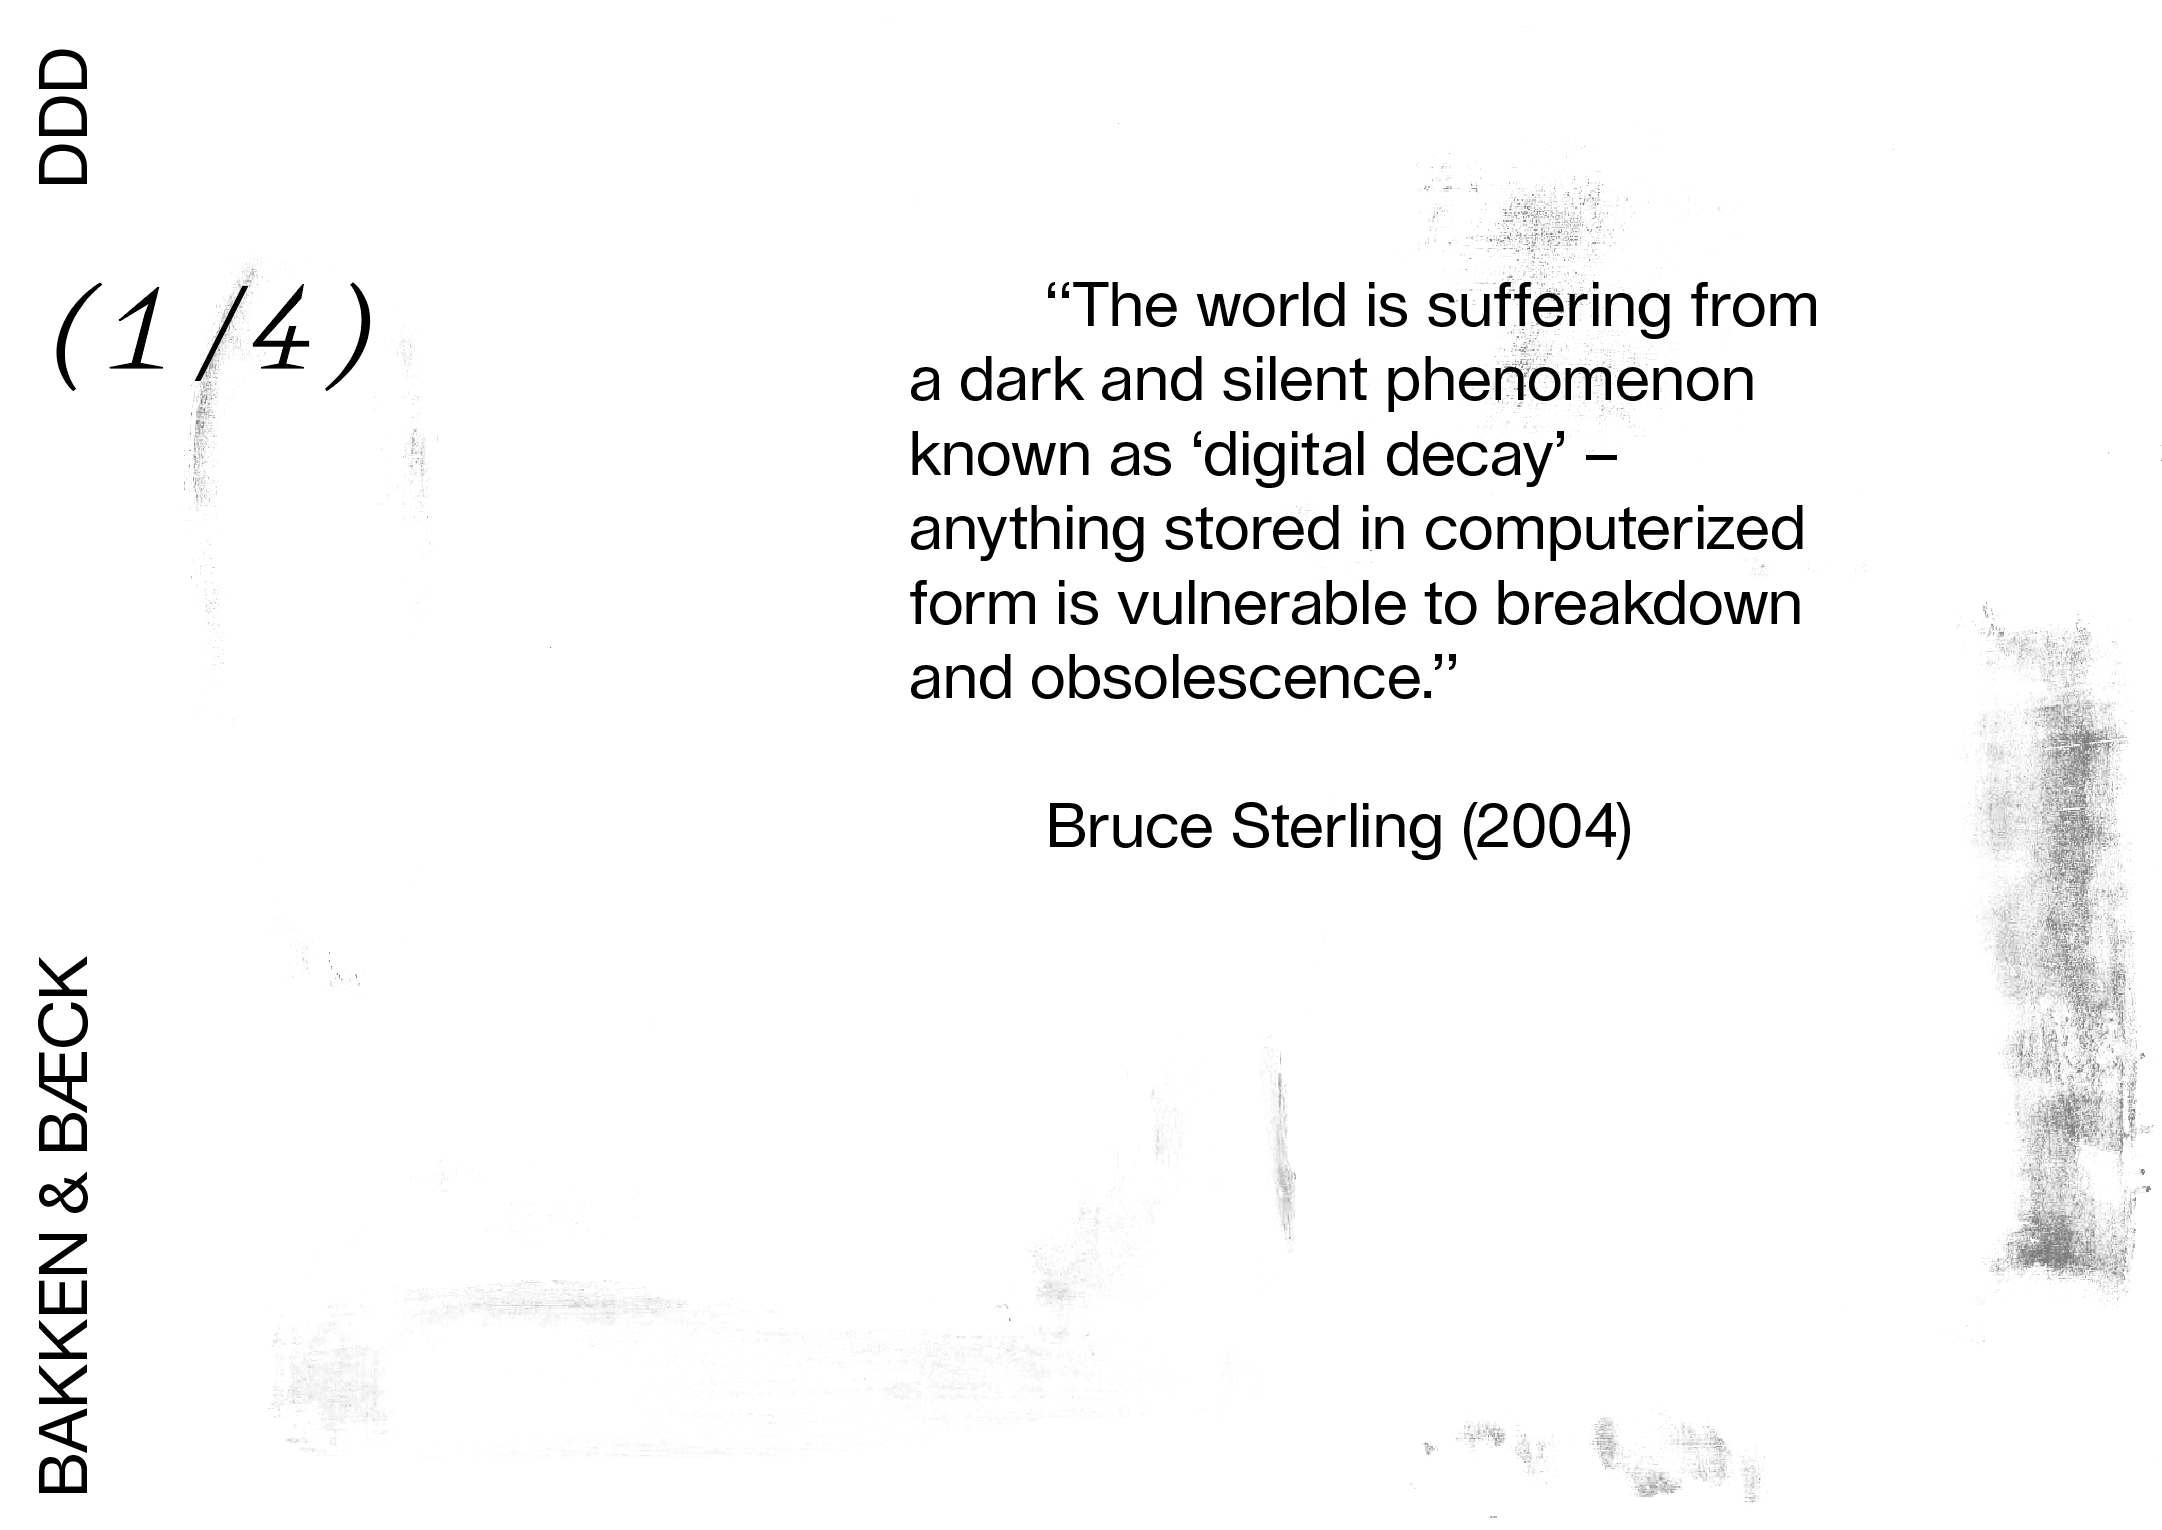 DDD
(1/4)
“The world is suffering from
a dark and silent phenomenon
known as ‘digital decay’ –
anything stored in computerized
form is vulnerable to breakdown
and obsolescence.”
Bruce Sterling (2004)
BAKKEN & BÆCK